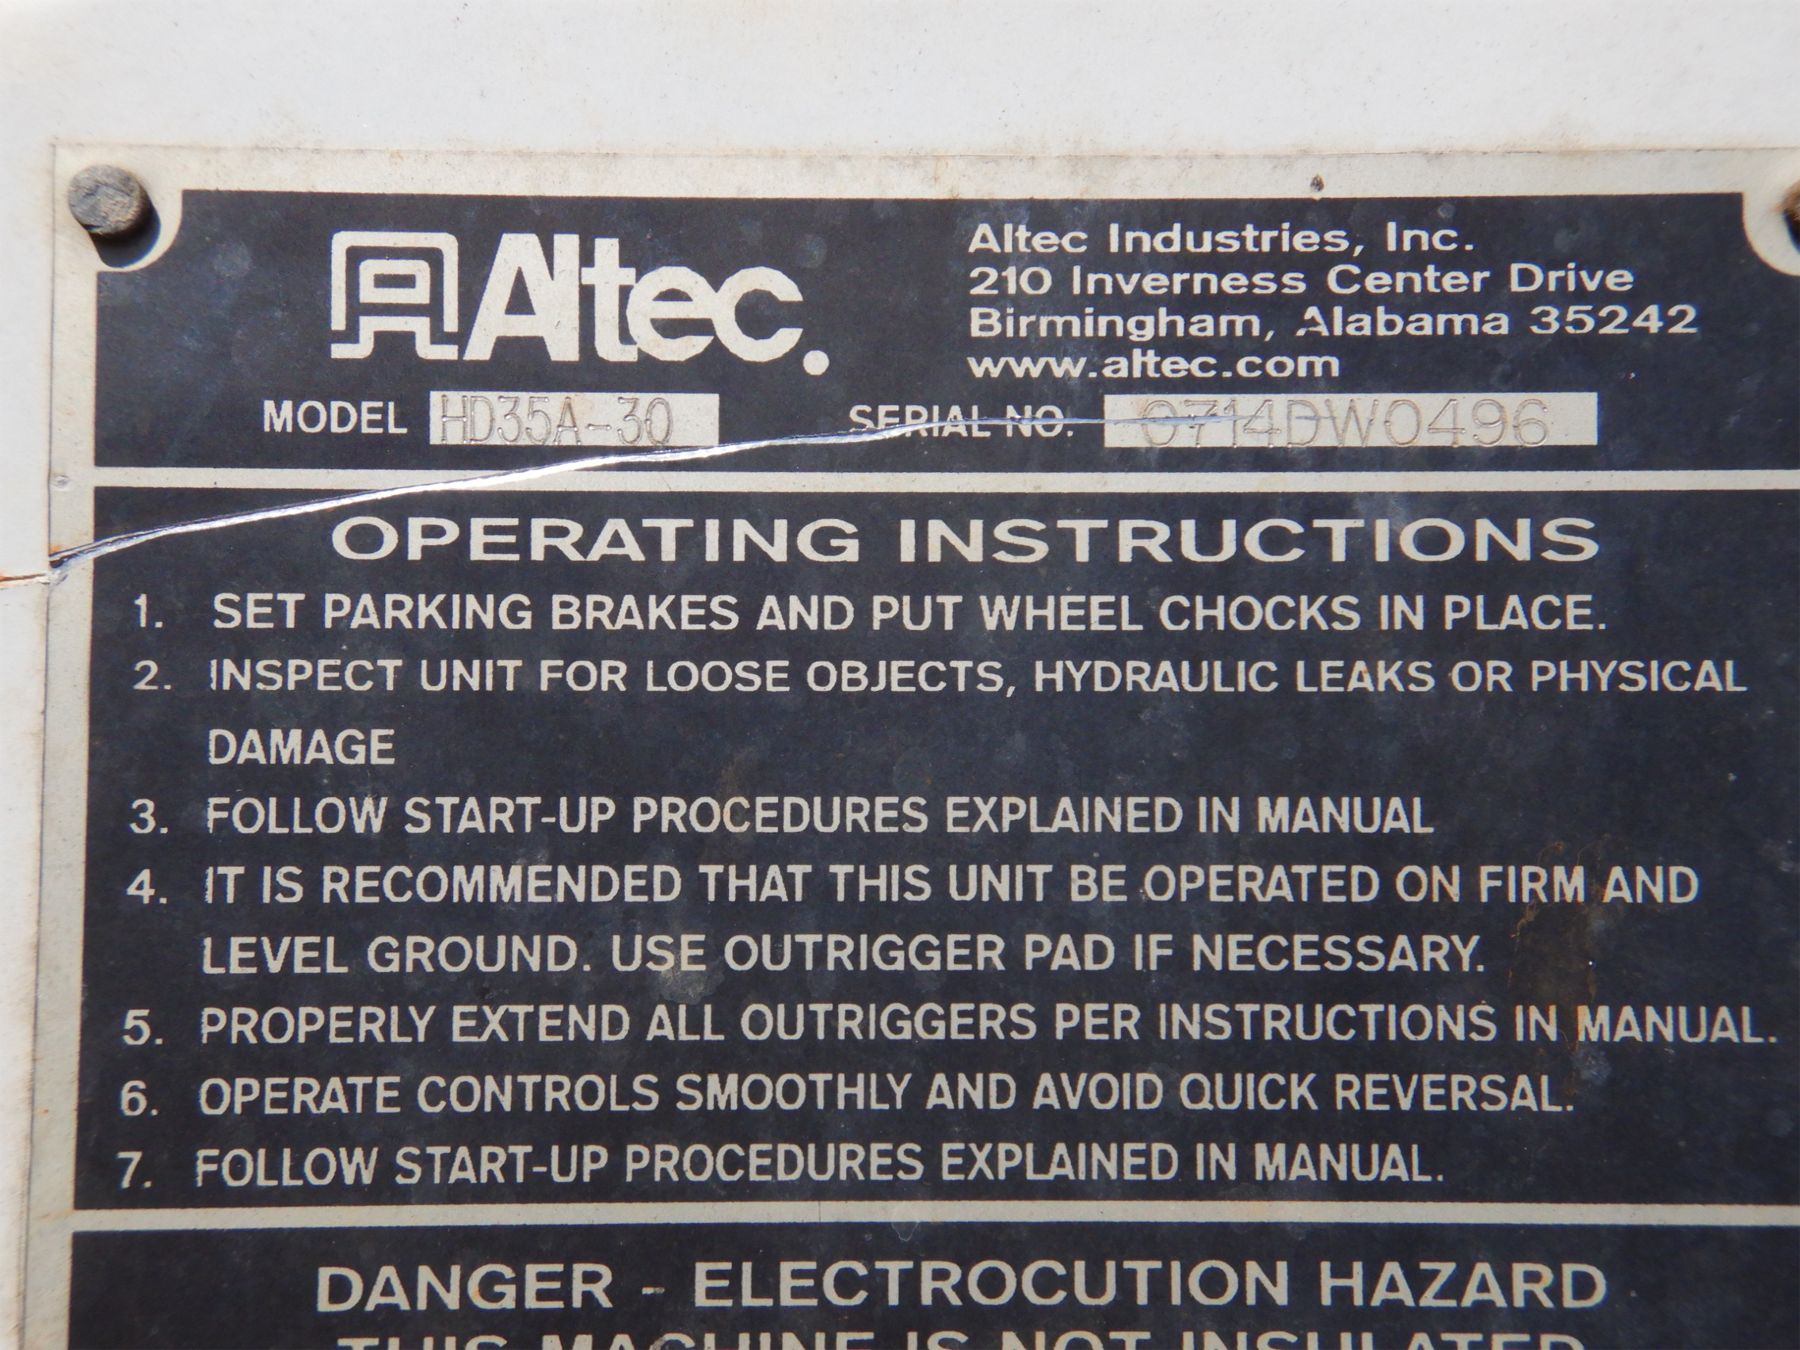 Altec.
Altec Industries, Inc.
210 Inverness Center Drive
Birmingham, Alabama 35242
www.altec.com
MODEL HD35A-30
SERIAL NO. 0714DW0496
OPERATING INSTRUCTIONS
1. SET PARKING BRAKES AND PUT WHEEL CHOCKS IN PLACE.
2. INSPECT UNIT FOR LOOSE OBJECTS, HYDRAULIC LEAKS OR PHYSICAL
DAMAGE
3. FOLLOW START-UP PROCEDURES EXPLAINED IN MANUAL
4. IT IS RECOMMENDED THAT THIS UNIT BE OPERATED ON FIRM AND
LEVEL GROUND. USE OUTRIGGER PAD IF NECESSARY.
5. PROPERLY EXTEND ALL OUTRIGGERS PER INSTRUCTIONS IN MANUAL.
6. OPERATE CONTROLS SMOOTHLY AND AVOID QUICK REVERSAL.
7. FOLLOW START-UP PROCEDURES EXPLAINED IN MANUAL.
DANGER - ELECTROCUTION HAZARD
THIS MACHINE IS NOT INSULATED